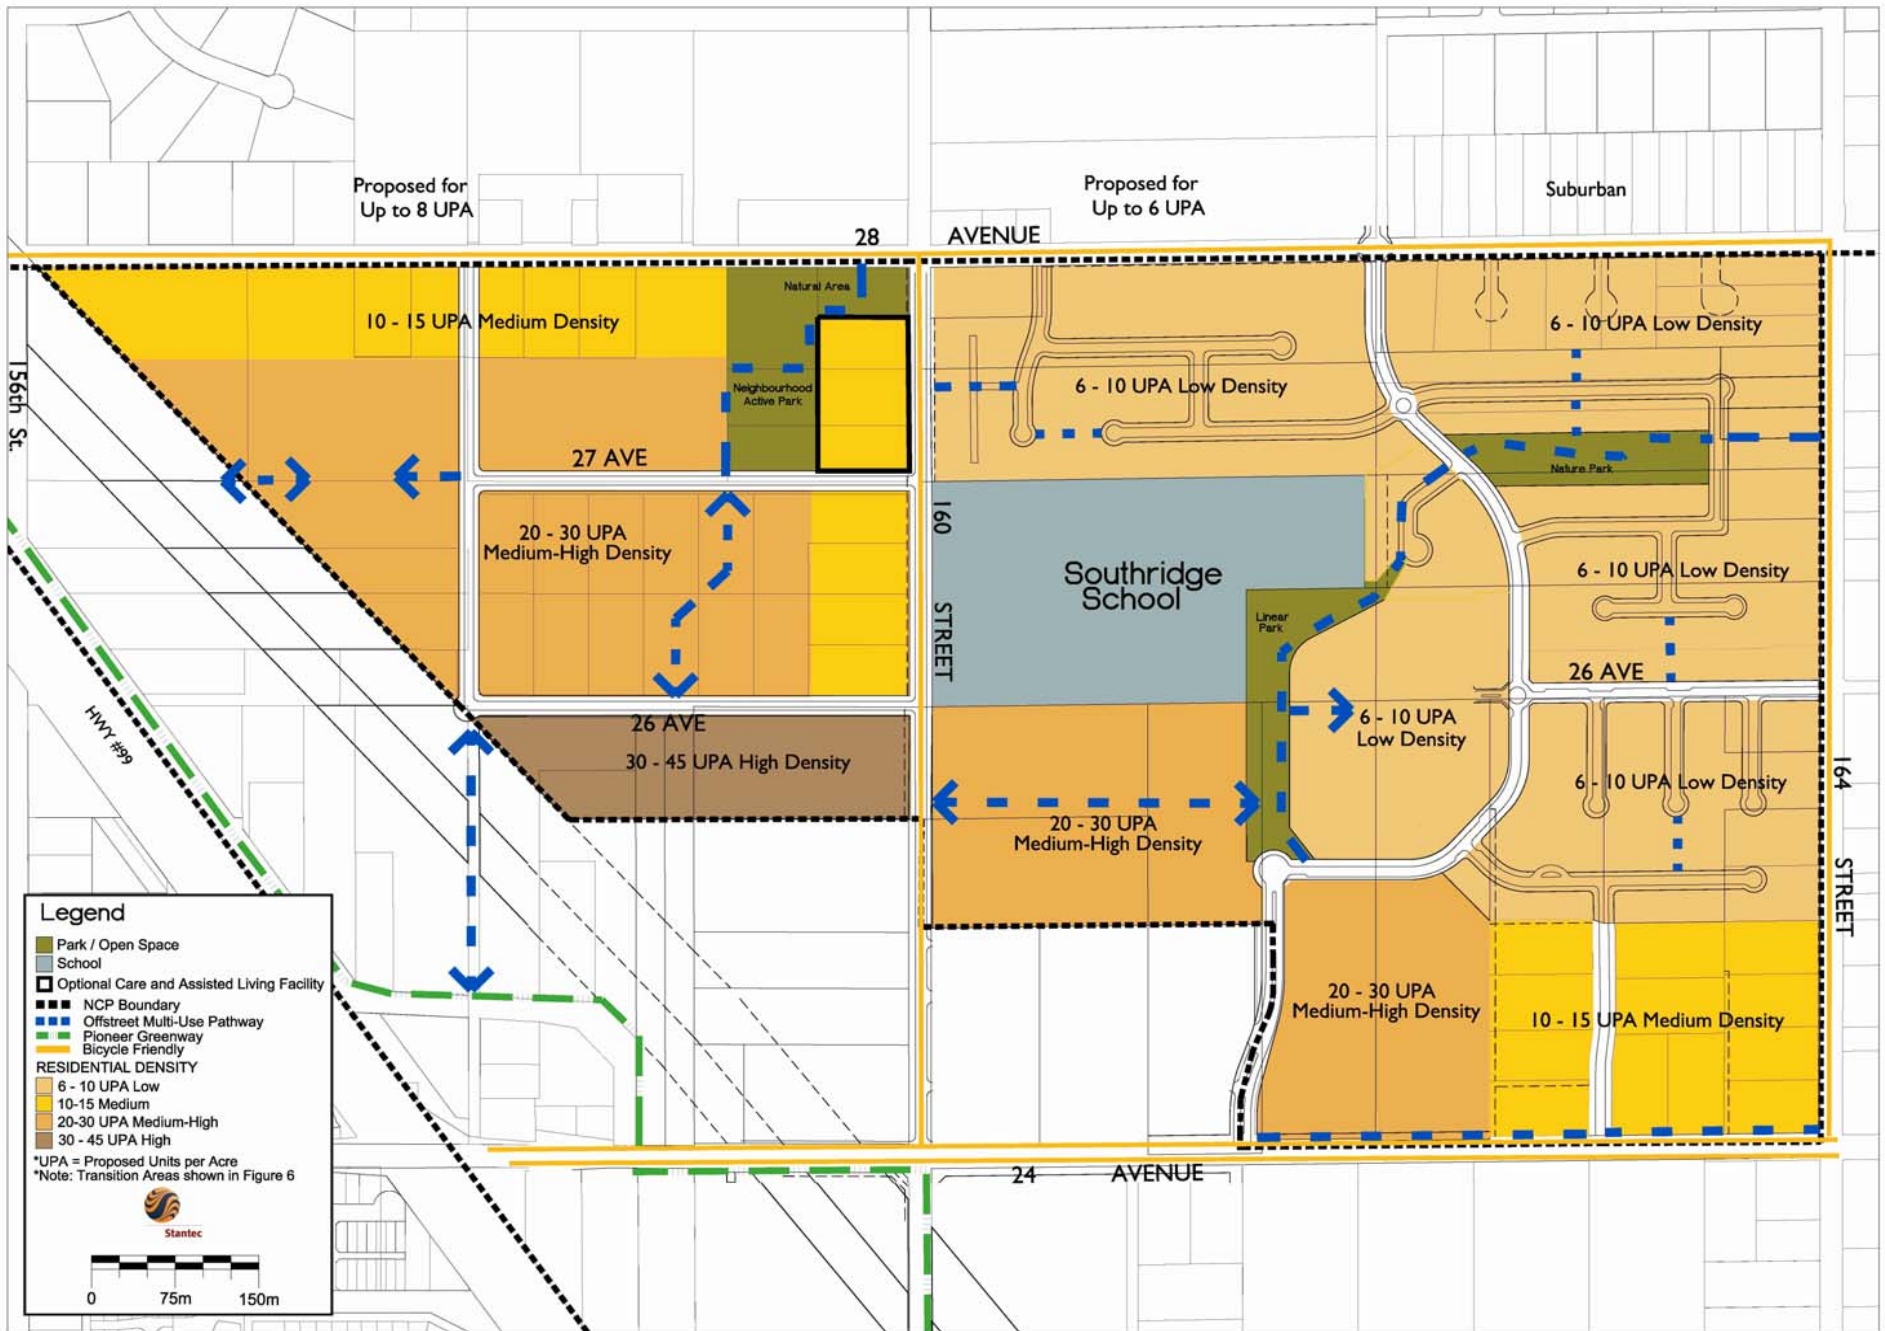 Proposed for
Up to 8 UPA
Proposed for
Up to 6 UPA
Suburban
28 AVENUE
Natural Area
10 - 15 UPA Medium Density
6 - 10 UPA Low Density
156th St.
Neighbourhood
Active Park
6 - 10 UPA Low Density
27 AVE
Nature Park
160 STREET
20 - 30 UPA
Medium-High Density
Southridge
School
6 - 10 UPA Low Density
Linear
Park
26 AVE
26 AVE
HWY #99
30 - 45 UPA High Density
6 - 10 UPA
Low Density
6 - 10 UPA Low Density
164 STREET
20 - 30 UPA
Medium-High Density
20 - 30 UPA
Medium-High Density
10 - 15 UPA Medium Density
24 AVENUE
Legend
Park / Open Space
School
Optional Care and Assisted Living Facility
NCP Boundary
Offstreet Multi-Use Pathway
Pioneer Greenway
Bicycle Friendly
RESIDENTIAL DENSITY
6 - 10 UPA Low
10-15 Medium
20-30 UPA Medium-High
30 - 45 UPA High
*UPA = Proposed Units per Acre
*Note: Transition Areas shown in Figure 6
Stantec
0 75m 150m